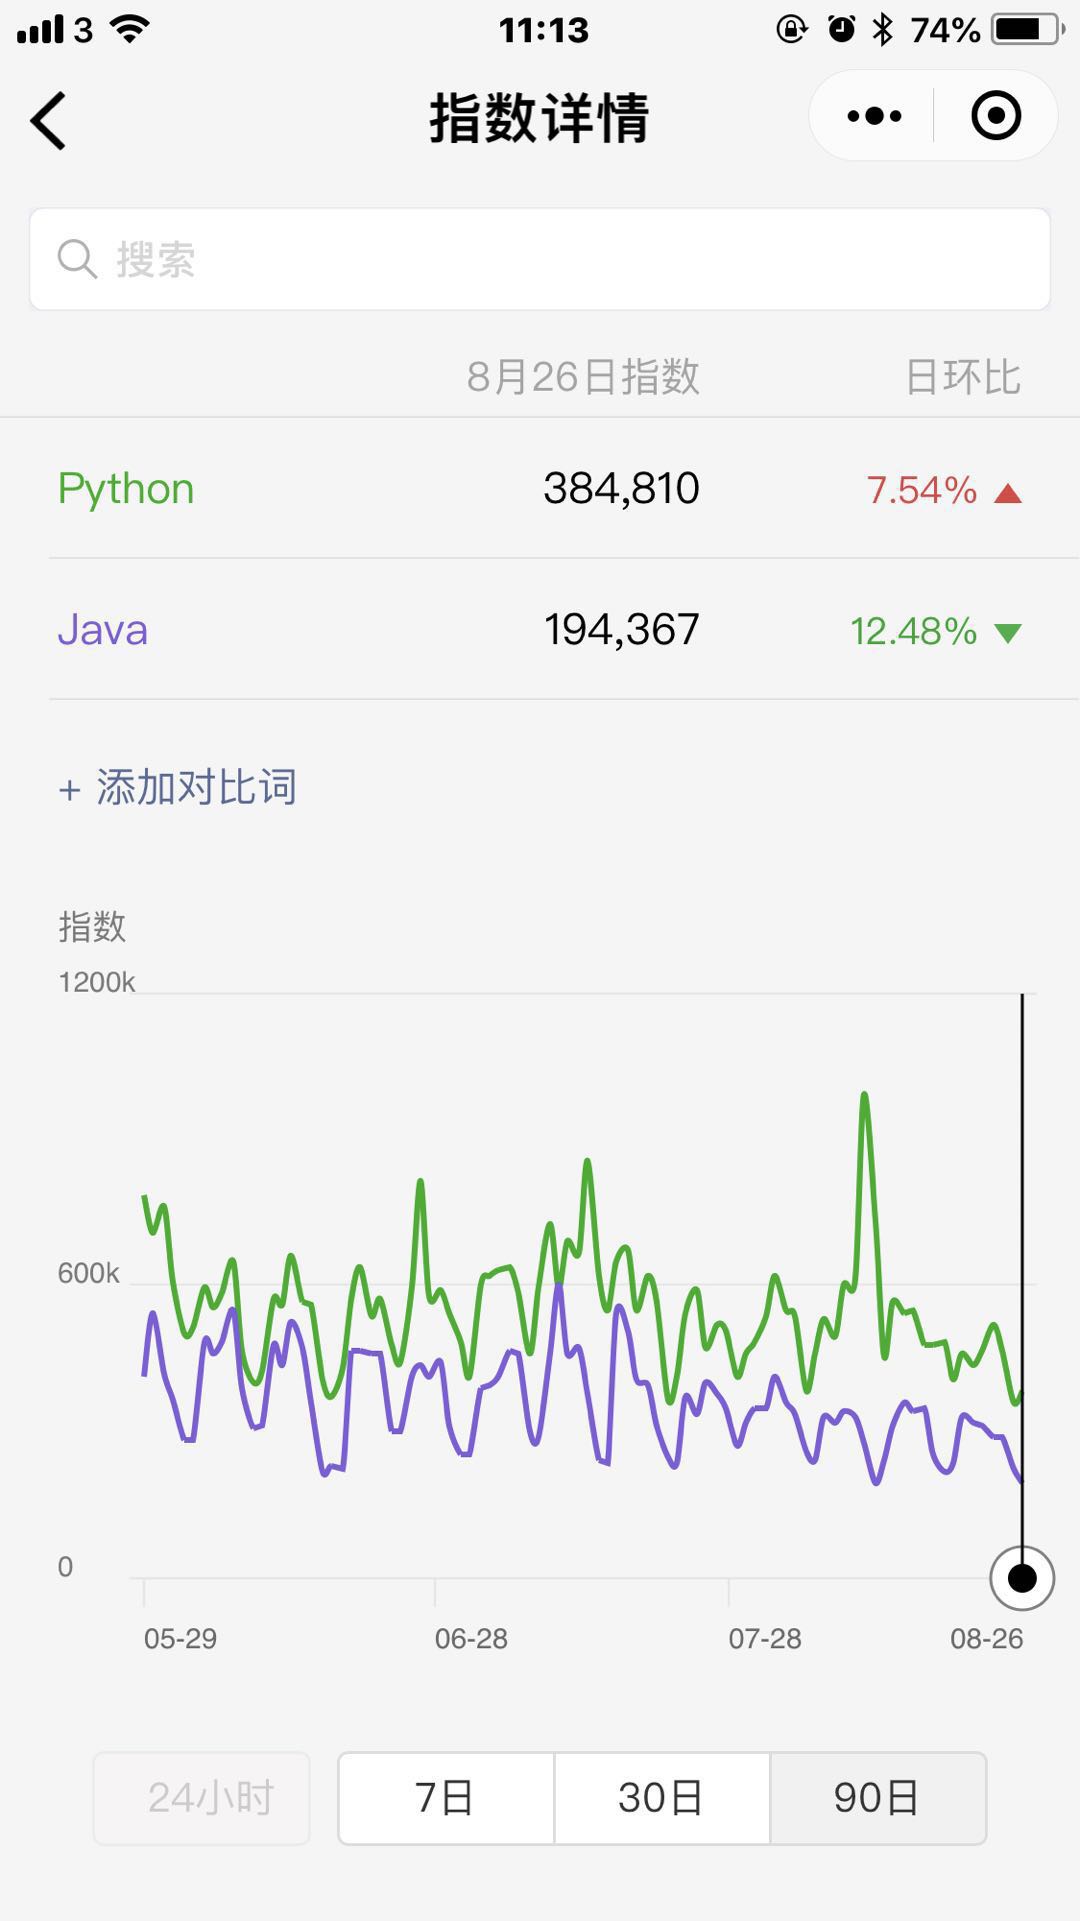 3 11:13 74%
指数详情
搜索
8月26日指数 日环比
Python 384,810 7.54%
Java 194,367 12.48%
+ 添加对比词
指数
1200k
600k
0
05-29 06-28 07-28 08-26
24小时 7日 30日 90日